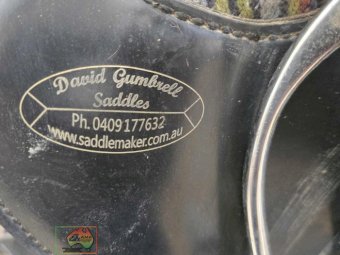 David Gumbrell
Saddles
Ph. 0409177632
www.saddlemaker.com.au